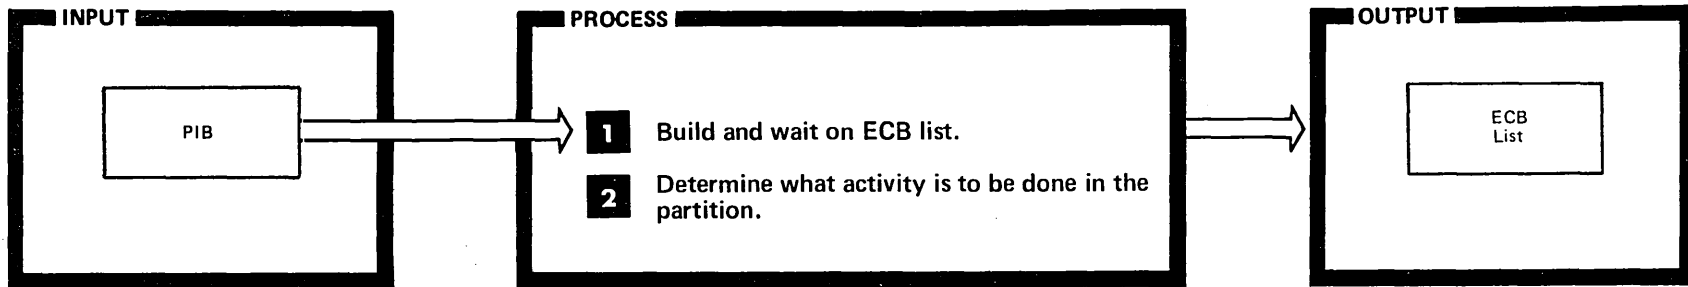 INPUT
PIB
PROCESS
1 Build and wait on ECB list.
2 Determine what activity is to be done in the
partition.
OUTPUT
ECB
List